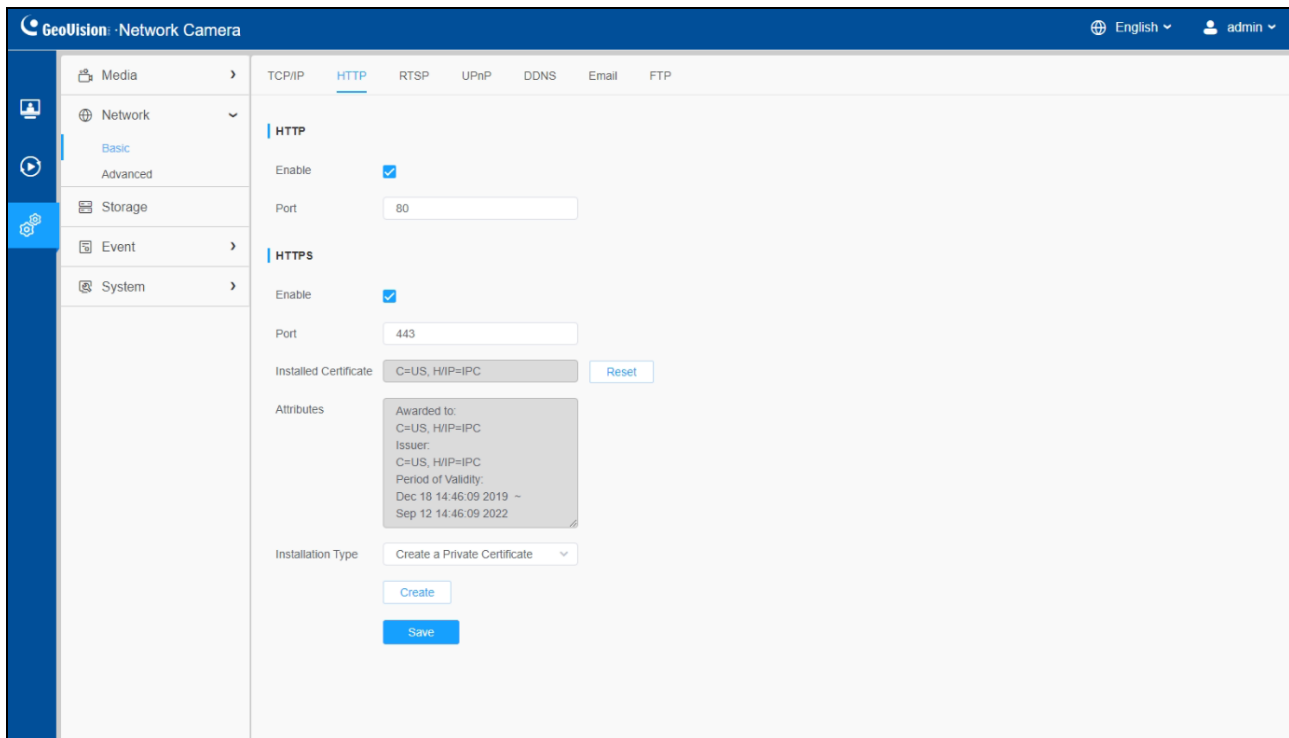 GeoVision Network Camera
English
admin
Media
Network
Basic
Advanced
Storage
Event
System
TCP/IP HTTP RTSP UPnP DDNS Email FTP
HTTP
Enable
Port 80
HTTPS
Enable
Port 443
Installed Certificate C=US, H/IP=IPC Reset
Attributes
Awarded to:
C=US, H/IP=IPC
Issuer:
C=US, H/IP=IPC
Period of Validity:
Dec 18 14:46:09 2019 ~
Sep 12 14:46:09 2022
Installation Type Create a Private Certificate
Create
Save